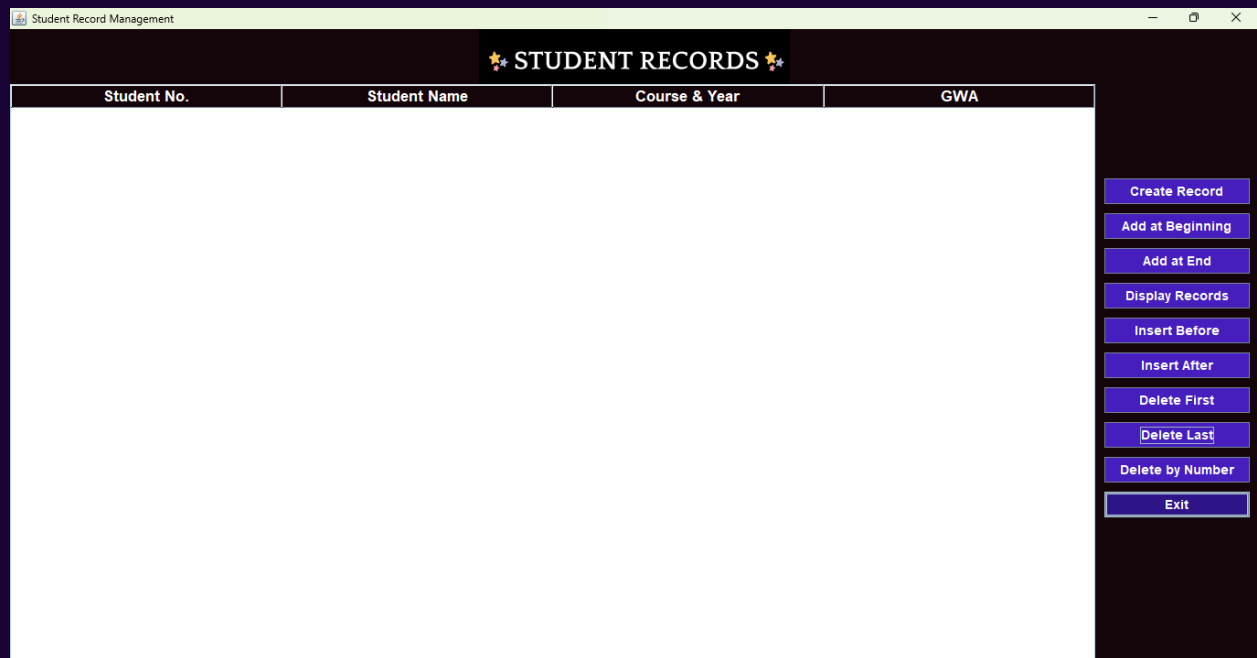 Student Record Management
STUDENT RECORDS
Student No. Student Name Course & Year GWA
Create Record
Add at Beginning
Add at End
Display Records
Insert Before
Insert After
Delete First
Delete Last
Delete by Number
Exit